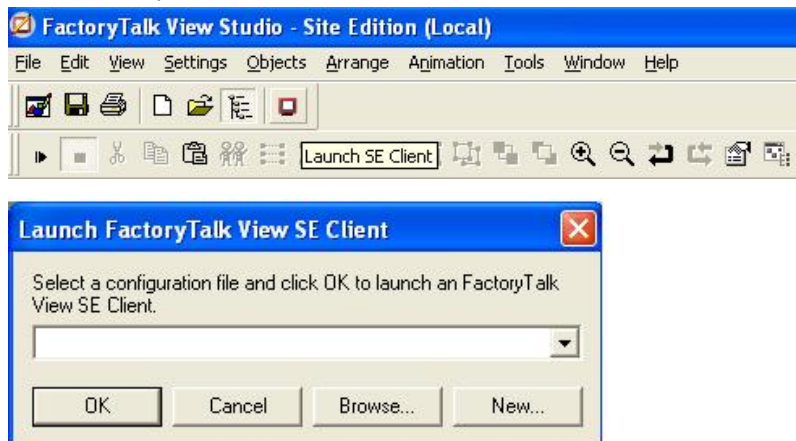 FactoryTalk View Studio - Site Edition (Local)
File Edit View Settings Objects Arrange Animation Tools Window Help
Launch SE Client
Launch FactoryTalk View SE Client
Select a configuration file and click OK to launch an FactoryTalk
View SE Client.
OK Cancel Browse... New...